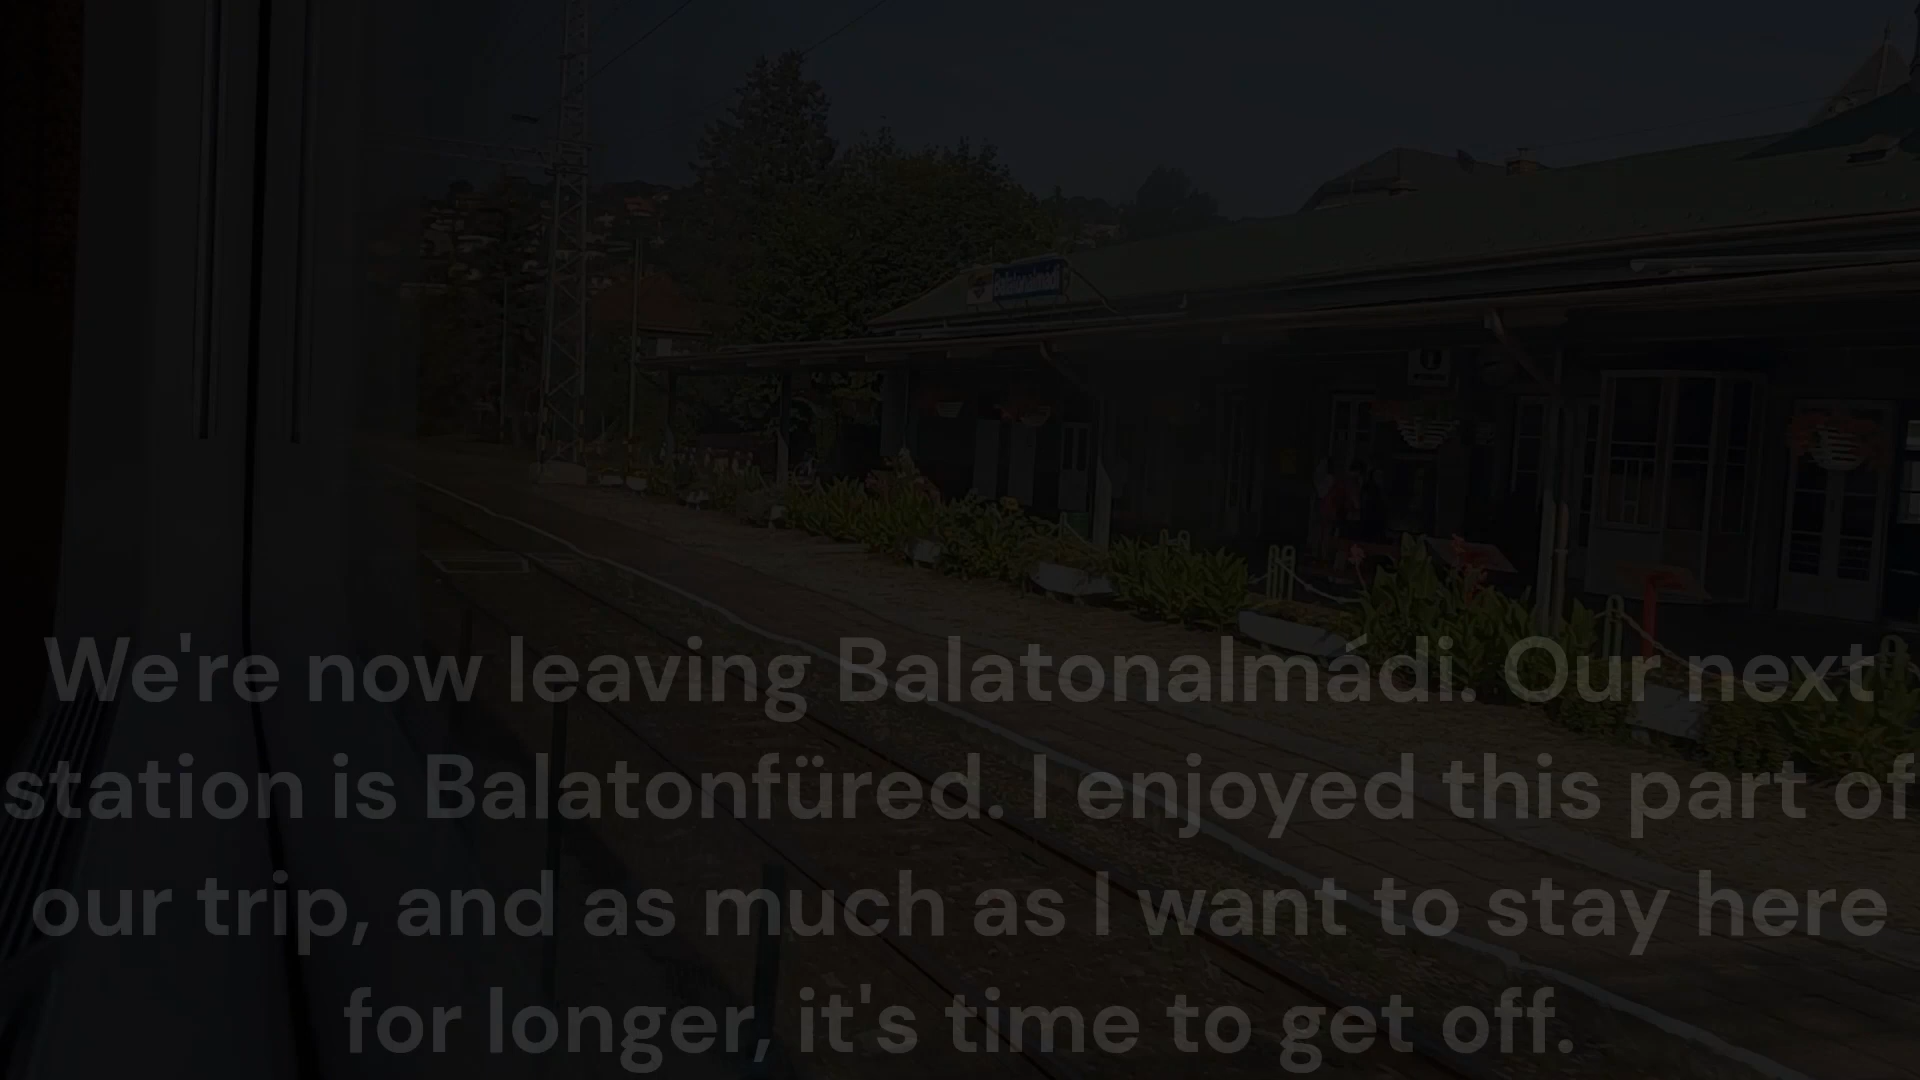 Balatonalmádi
We're now leaving Balatonalmádi. Our next
station is Balatonfüred. I enjoyed this part of
our trip, and as much as I want to stay here
for longer, it's time to get off.